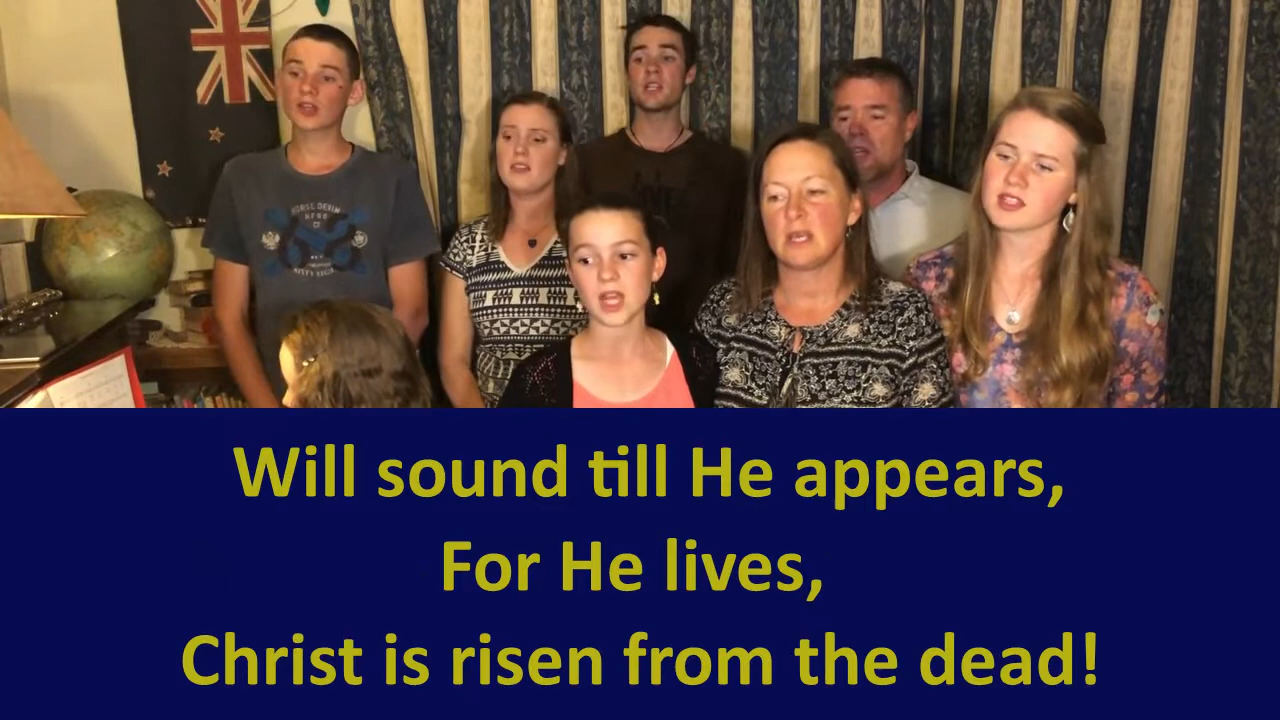 Will sound till He appears,
For He lives,
Christ is risen from the dead!